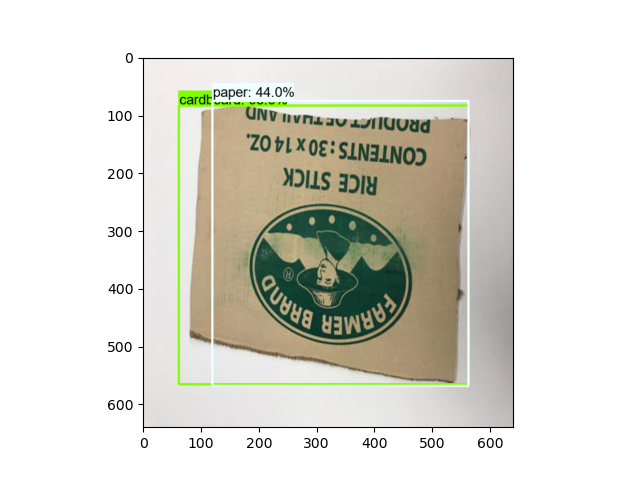 paper: 44.0%
PRODUCT OF THAILAND
CONTENTS: 30 x 14 OZ.
RICE STICK
FARMER BRAND
®
0
100
200
300
400
500
600
0 100 200 300 400 500 600